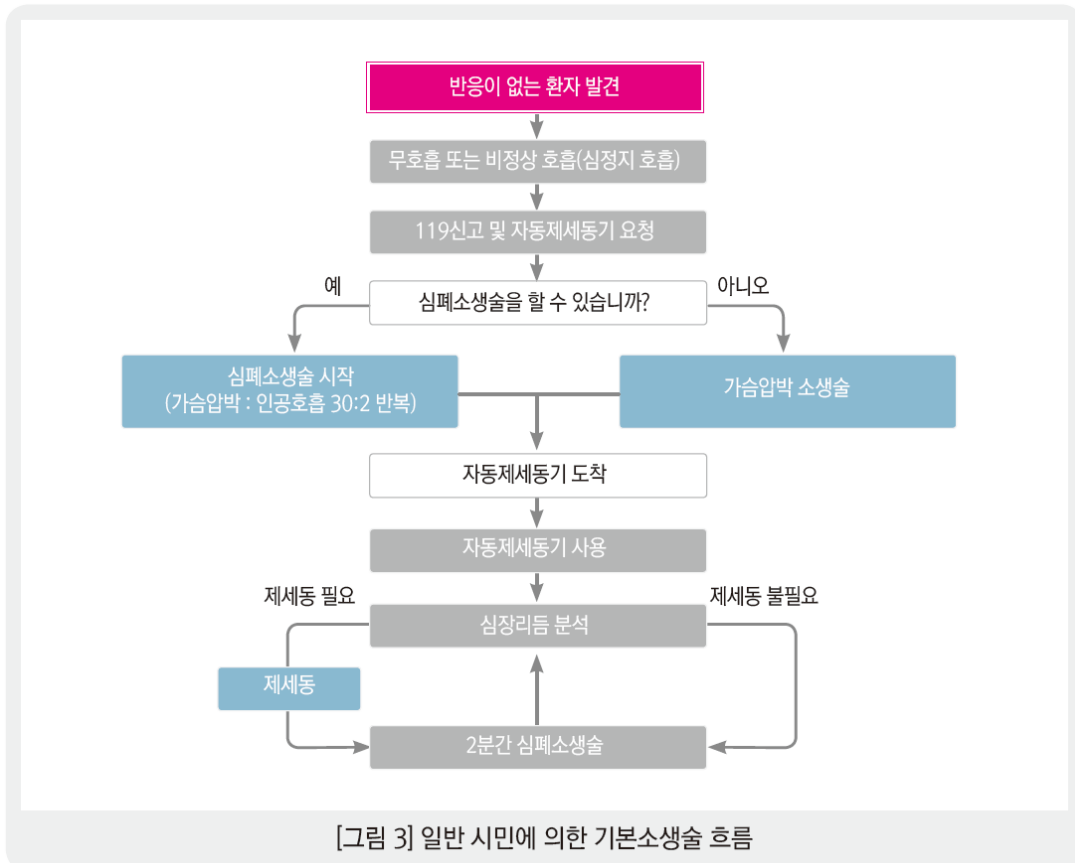 반응이 없는 환자 발견
무호흡 또는 비정상 호흡(심정지 호흡)
119신고 및 자동제세동기 요청
예
심폐소생술을 할 수 있습니까?
아니오
심폐소생술 시작
(가슴압박 : 인공호흡 30:2 반복)
가슴압박 소생술
자동제세동기 도착
자동제세동기 사용
제세동 필요
제세동 불필요
심장리듬 분석
제세동
2분간 심폐소생술
[그림 3] 일반 시민에 의한 기본소생술 흐름